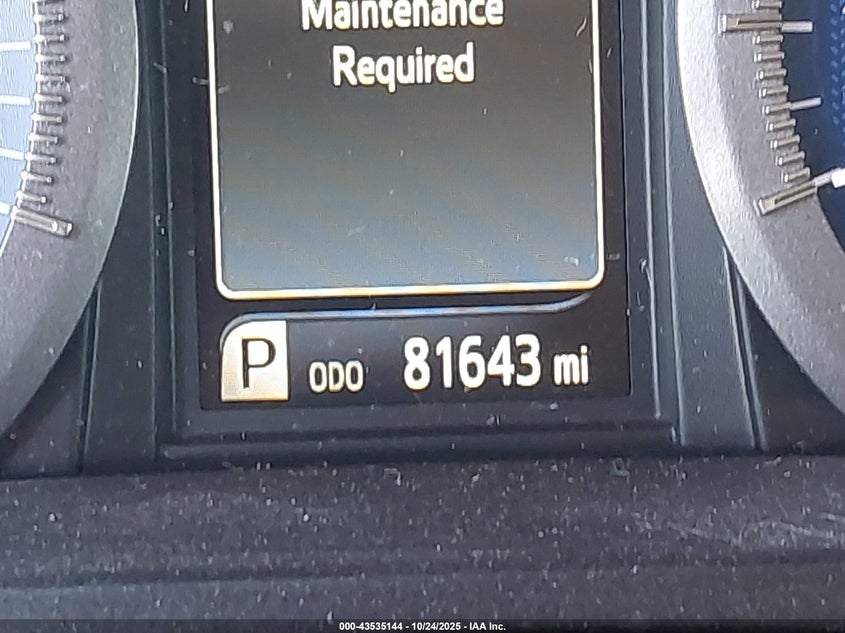 Maintenance
Required
P ODO 81643 mi
000-43535144 - 10/24/2025 - IAA Inc.